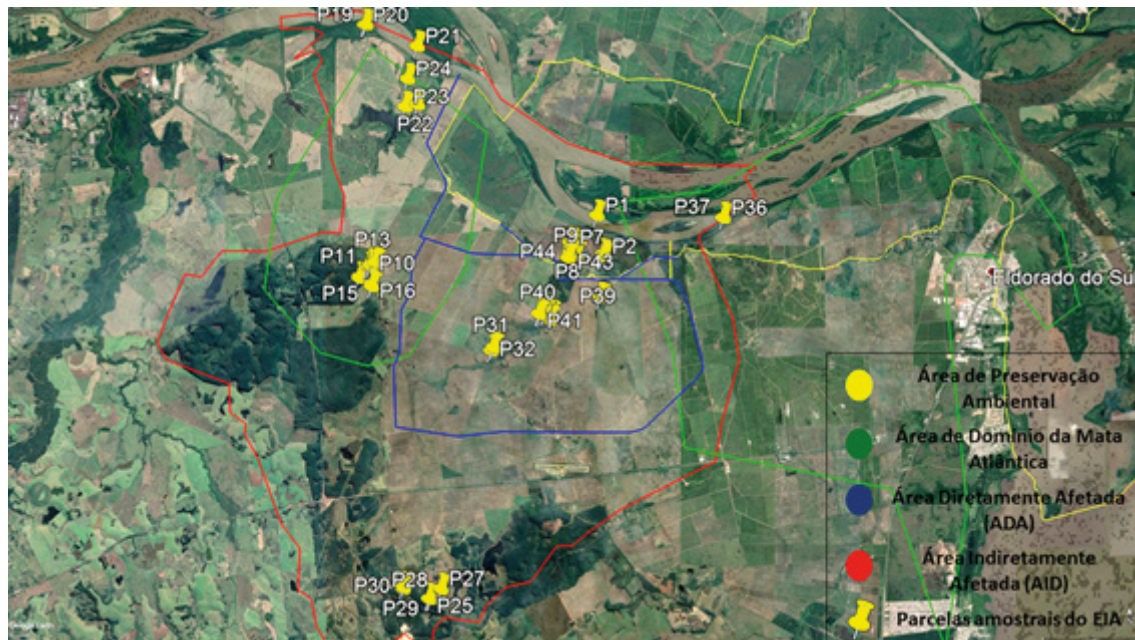 P19 P20
P21
P24
P23
P22
P1
P37 P36
P13
P9 P7
P44 P2
P11
P10
P43
P8
P15 P16
P40 P39
P41
P31
P32
Eldorado do Su
Área de Preservação
Ambiental
Área de Domínio da Mata
Atlântica
Área Diretamente Afetada
(ADA)
Área Indiretamente
Afetada (AID)
Parcelas amostrais do EIA
P30 P28 P27
P29 P25